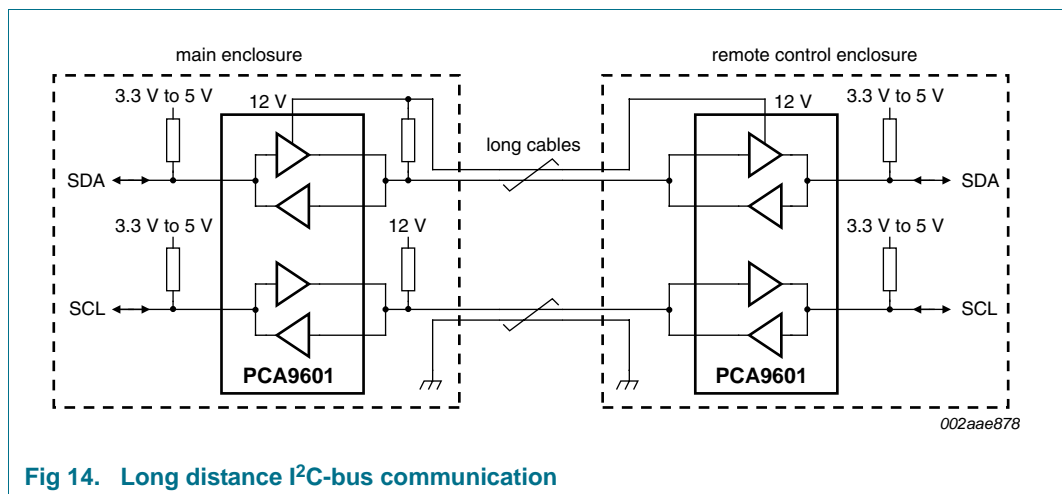 main enclosure
remote control enclosure
3.3 V to 5 V
12 V
12 V
3.3 V to 5 V
long cables
SDA
SDA
3.3 V to 5 V
12 V
3.3 V to 5 V
SCL
SCL
PCA9601
PCA9601
002aae878
Fig 14. Long distance I²C-bus communication